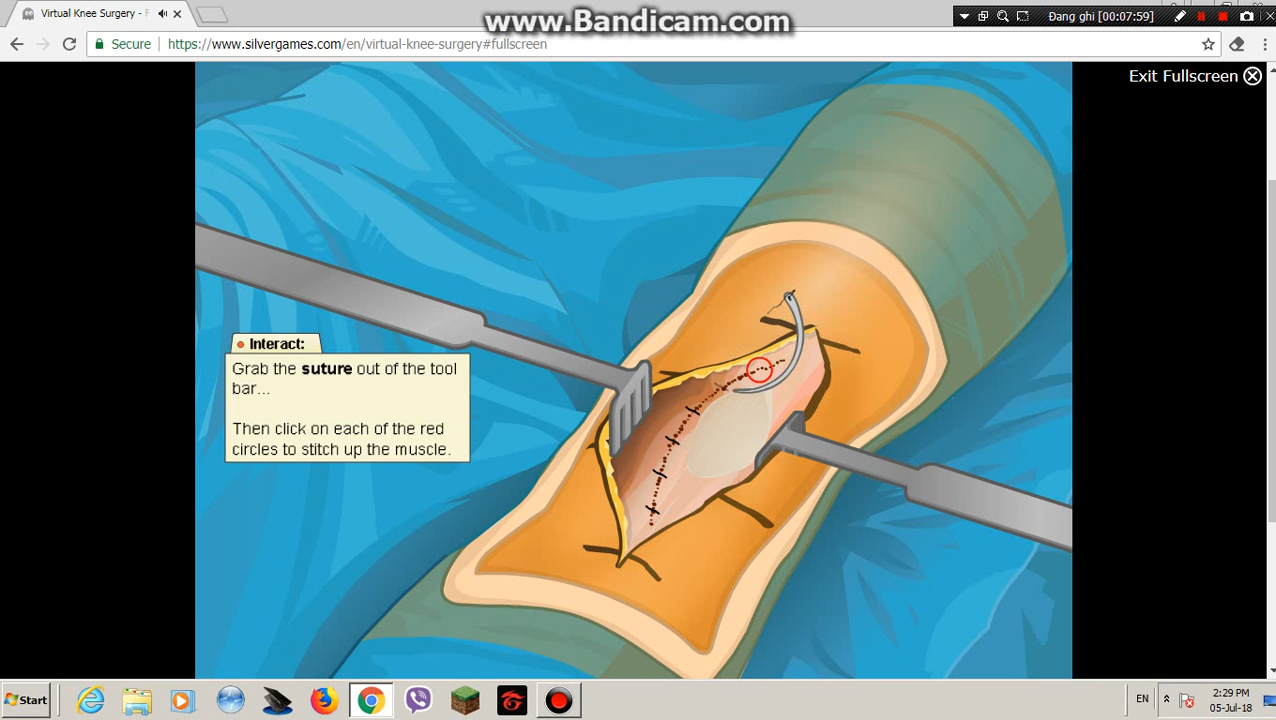 Virtual Knee Surgery - F
www.Bandicam.com
Đang ghi [00:07:59]
Secure
https://www.silvergames.com/en/virtual-knee-surgery#fullscreen
Exit Fullscreen
Interact:
Grab the suture out of the tool
bar...
Then click on each of the red
circles to stitch up the muscle.
Start
EN
2:29 PM
05-Jul-18